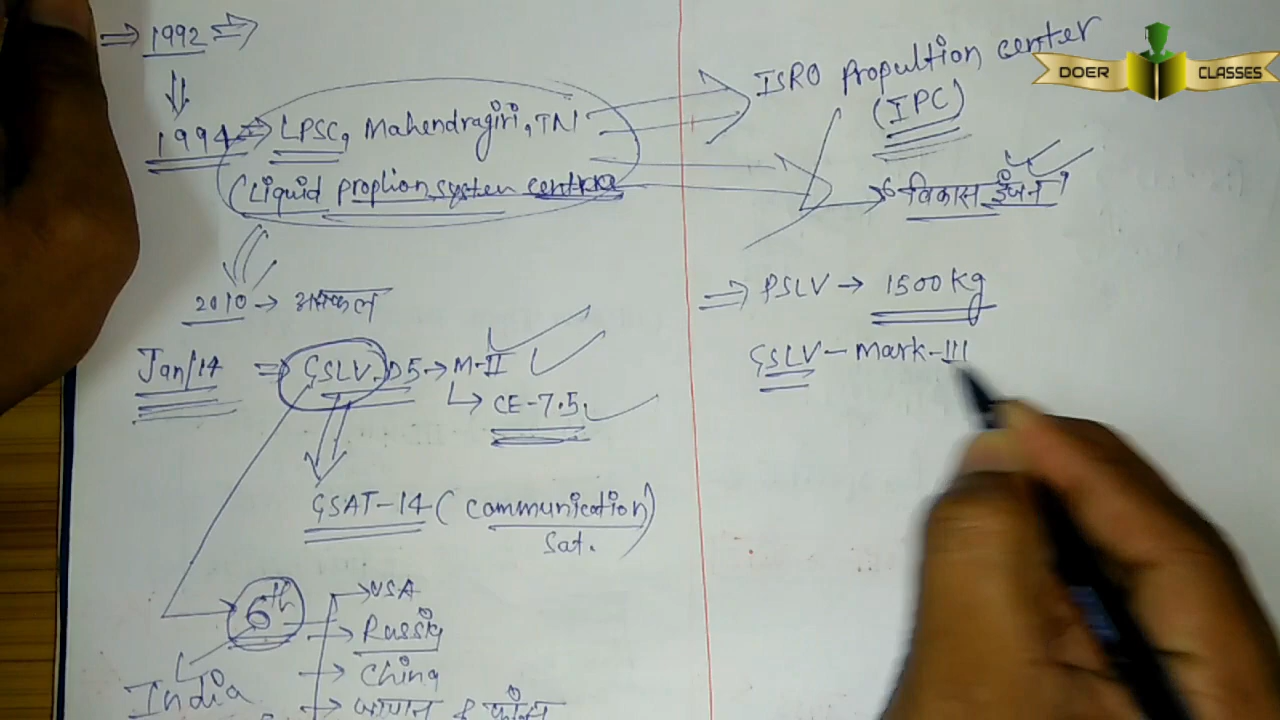 ⇒ 1992 ⇒
1994 ⇒ LPSC, Mahendragiri, TN
(Liquid proplion system centre
2010 → असफल
Jan/14 ⇒ GSLV-D5 → M-II
CE-7.5
GSAT-14 (communication)
Sat.
6th
→ USA
→ Russia
→ China
→ जापान & फ्रांस
India
ISRO Propultion center
(IPC)
"विकास इंजन"
⇒ PSLV → 1500 kg
GSLV - Mark-III
DOER CLASSES